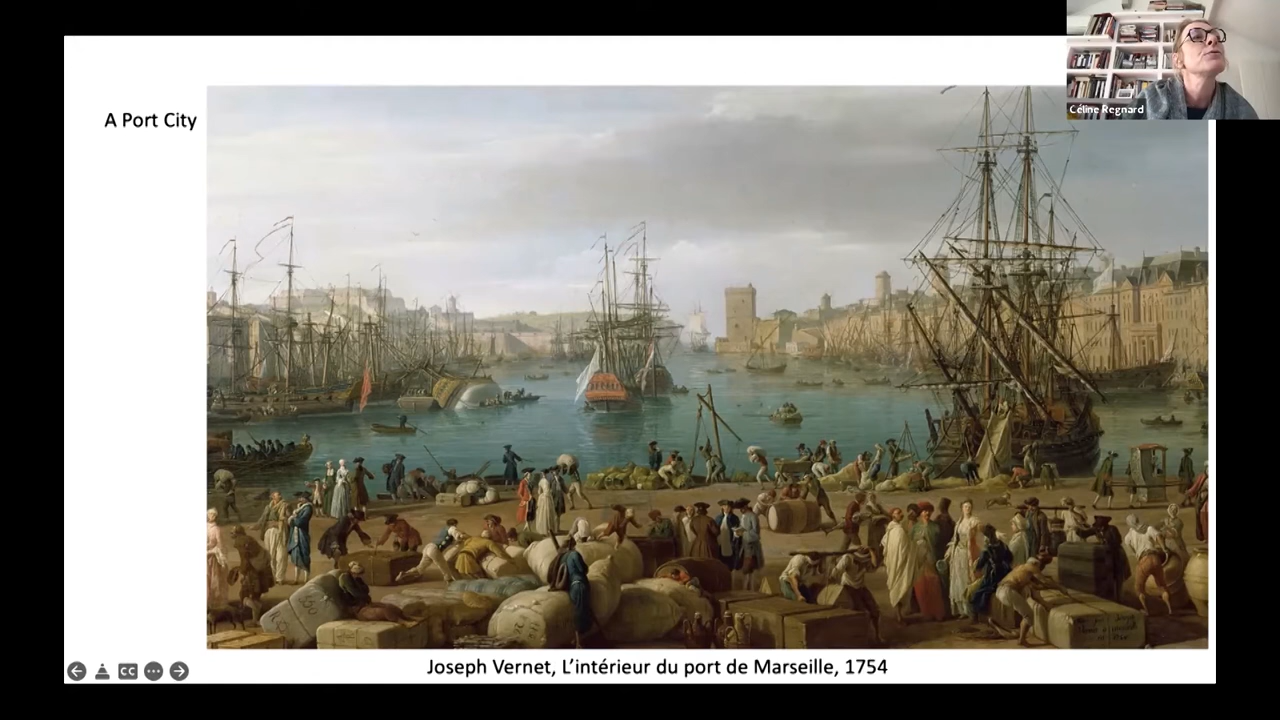 Céline Regnard
A Port City
Joseph Vernet, L'intérieur du port de Marseille, 1754
CC